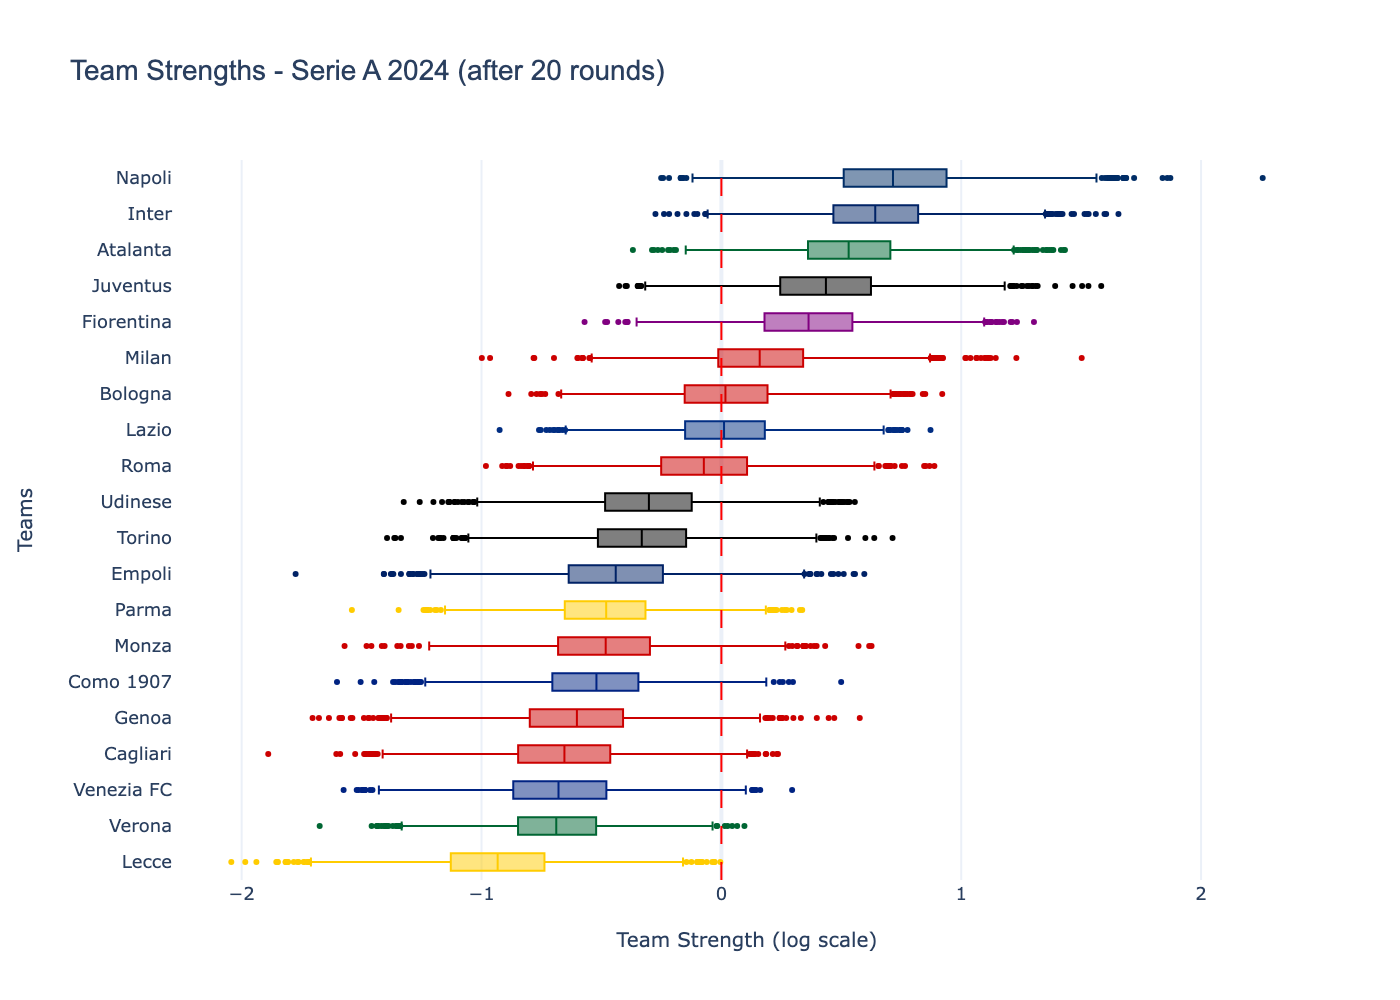 Team Strengths - Serie A 2024 (after 20 rounds)
Napoli
Inter
Atalanta
Juventus
Fiorentina
Milan
Bologna
Lazio
Roma
Udinese
Torino
Empoli
Parma
Monza
Como 1907
Genoa
Cagliari
Venezia FC
Verona
Lecce
Teams
−2 −1 0 1 2
Team Strength (log scale)